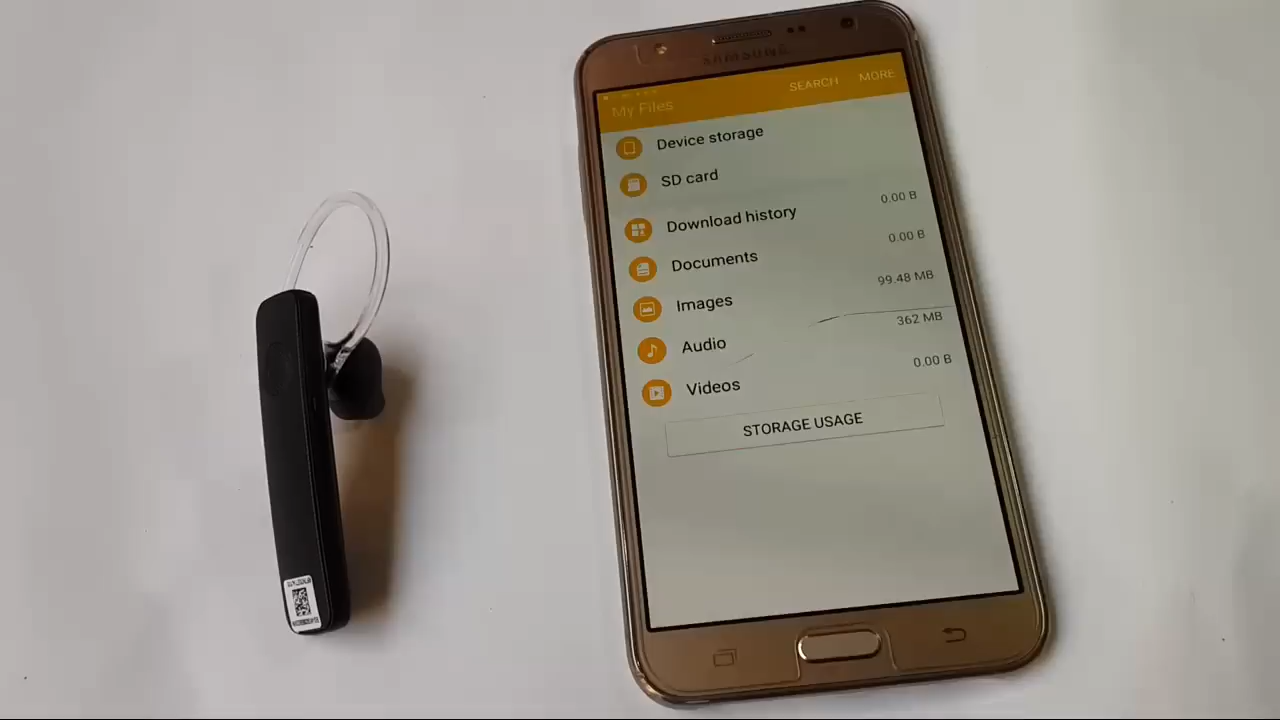 SAMSUNG
My Files
SEARCH MORE
Device storage
SD card
Download history 0.00 B
Documents 0.00 B
Images 99.48 MB
Audio 362 MB
Videos 0.00 B
STORAGE USAGE